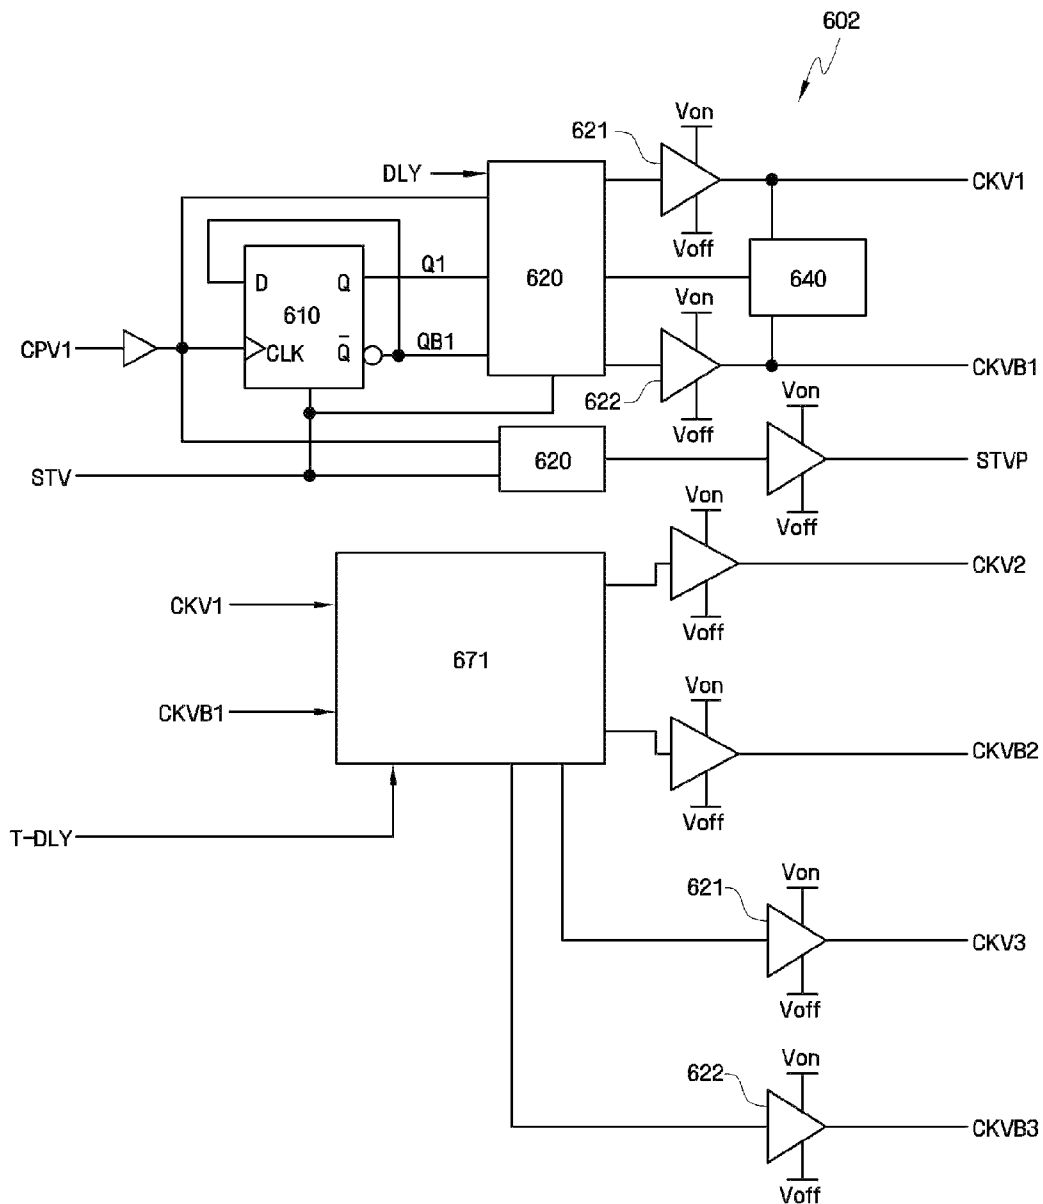 602
Von
621
CKV1
DLY
Voff
D
Q
Q1
620
640
610
Von
CPV1
CLK
Q̅
QB1
CKVB1
622
Voff
Von
STV
620
STVP
Von
Voff
CKV2
CKV1
Voff
671
Von
CKVB1
CKVB2
Voff
T-DLY
Von
621
CKV3
Voff
Von
622
CKVB3
Voff